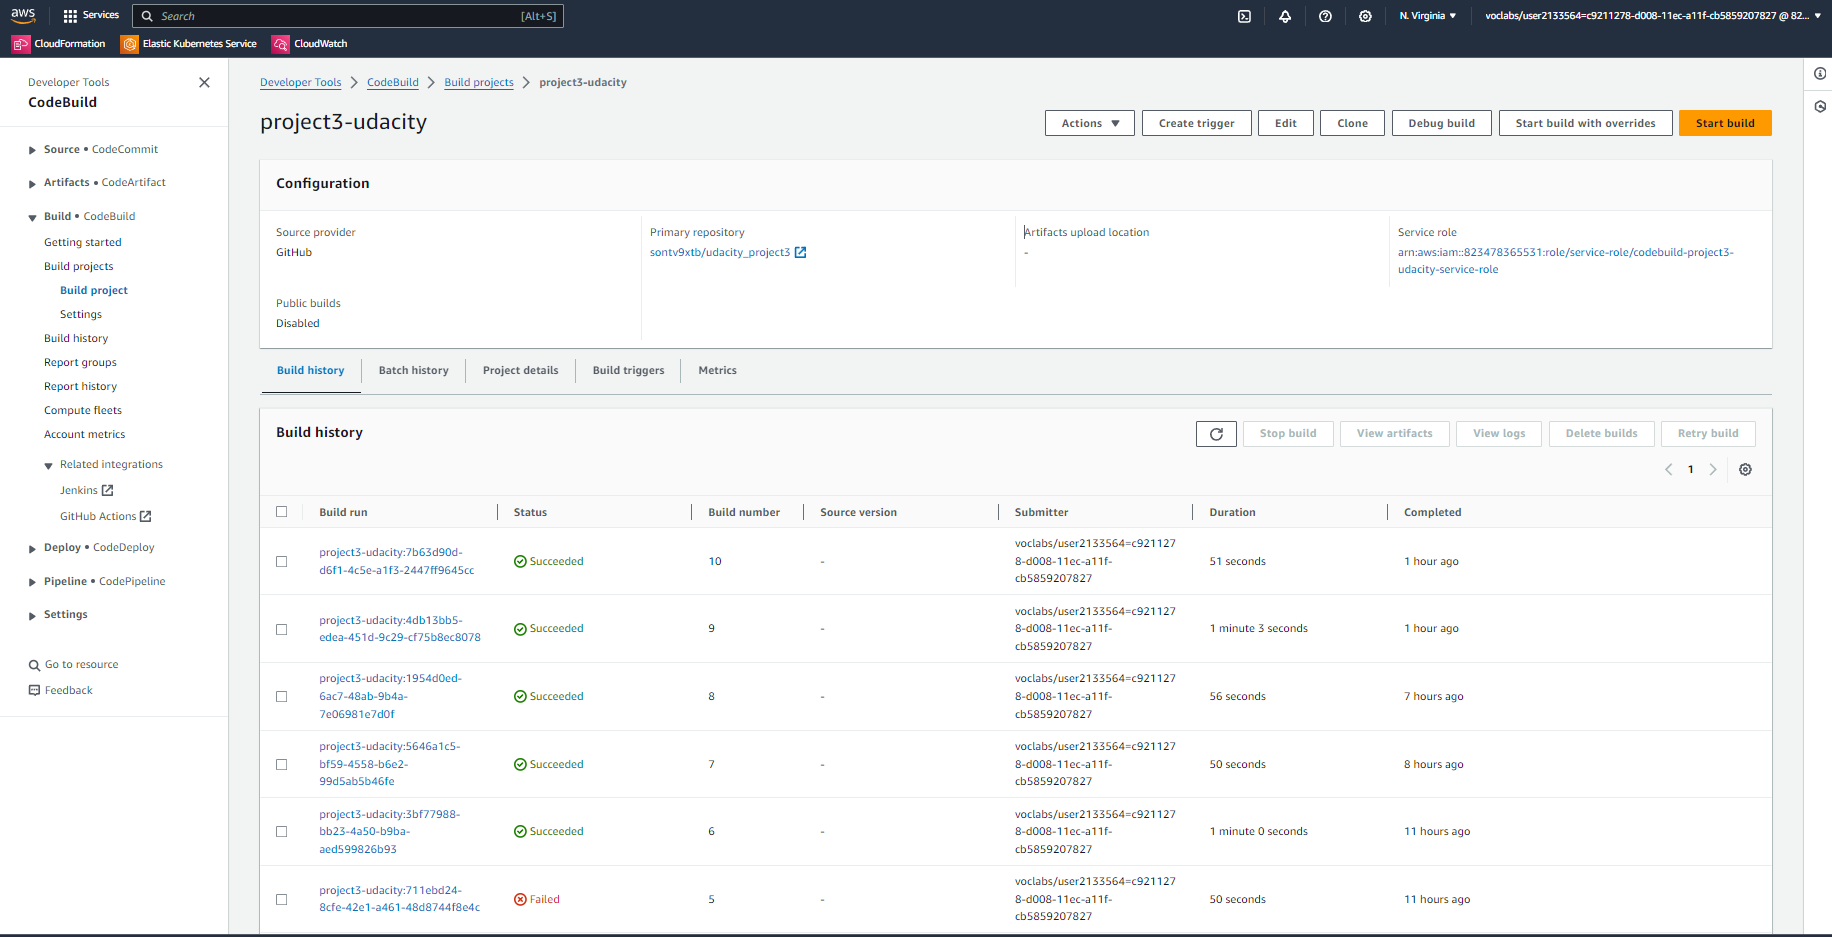 aws
Services
Search
[Alt+S]
N. Virginia
voclabs/user2133564=c9211278-d008-11ec-a11f-cb5859207827 @ 82...
CloudFormation
Elastic Kubernetes Service
CloudWatch
Developer Tools
CodeBuild
Source • CodeCommit
Artifacts • CodeArtifact
Build • CodeBuild
Getting started
Build projects
Build project
Settings
Build history
Report groups
Report history
Compute fleets
Account metrics
Related integrations
Jenkins
GitHub Actions
Deploy • CodeDeploy
Pipeline • CodePipeline
Settings
Go to resource
Feedback
Developer Tools > CodeBuild > Build projects > project3-udacity
project3-udacity
Actions
Create trigger
Edit
Clone
Debug build
Start build with overrides
Start build
Configuration
Source provider
GitHub
Primary repository
sontv9xtb/udacity_project3
Artifacts upload location
-
Service role
arn:aws:iam::823478365531:role/service-role/codebuild-project3-
udacity-service-role
Public builds
Disabled
Build history
Batch history
Project details
Build triggers
Metrics
Build history
Stop build
View artifacts
View logs
Delete builds
Retry build
1
Build run
Status
Build number
Source version
Submitter
Duration
Completed
project3-udacity:7b63d90d-
d6f1-4c5e-a1f3-2447ff9645cc
Succeeded
10
-
voclabs/user2133564=c921127
8-d008-11ec-a11f-
cb5859207827
51 seconds
1 hour ago
project3-udacity:4db13bb5-
edea-451d-9c29-cf75b8ec8078
Succeeded
9
-
voclabs/user2133564=c921127
8-d008-11ec-a11f-
cb5859207827
1 minute 3 seconds
1 hour ago
project3-udacity:1954d0ed-
6ac7-48ab-9b4a-
7e06981e7d0f
Succeeded
8
-
voclabs/user2133564=c921127
8-d008-11ec-a11f-
cb5859207827
56 seconds
7 hours ago
project3-udacity:5646a1c5-
bf59-4558-b6e2-
99d5ab5b46fe
Succeeded
7
-
voclabs/user2133564=c921127
8-d008-11ec-a11f-
cb5859207827
50 seconds
8 hours ago
project3-udacity:3bf77988-
bb23-4a50-b9ba-
aed599826b93
Succeeded
6
-
voclabs/user2133564=c921127
8-d008-11ec-a11f-
cb5859207827
1 minute 0 seconds
11 hours ago
project3-udacity:711ebd24-
8cfe-42e1-a461-48d8744f8e4c
Failed
5
-
voclabs/user2133564=c921127
8-d008-11ec-a11f-
cb5859207827
50 seconds
11 hours ago